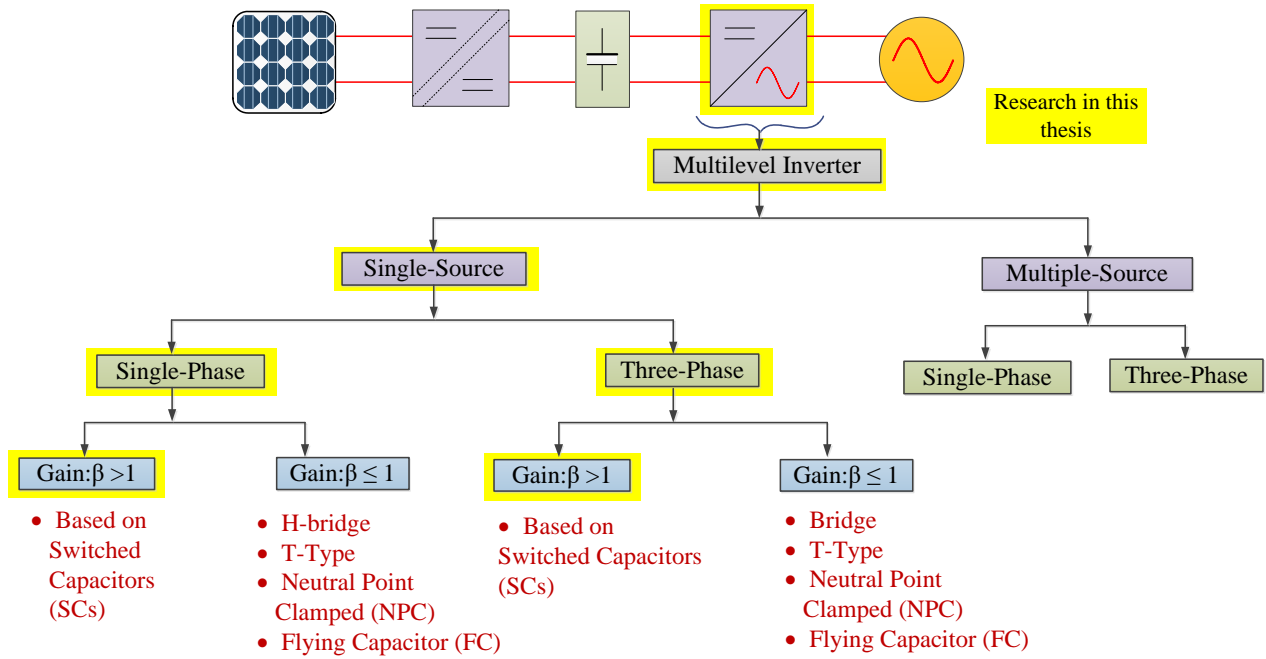 Research in this
thesis
Multilevel Inverter
Single-Source
Multiple-Source
Single-Phase
Three-Phase
Single-Phase
Three-Phase
Gain:β >1
Gain:β ≤ 1
Gain:β >1
Gain:β ≤ 1
• Based on
Switched
Capacitors
(SCs)
• H-bridge
• T-Type
• Neutral Point
Clamped (NPC)
• Flying Capacitor (FC)
• Based on
Switched Capacitors
(SCs)
• Bridge
• T-Type
• Neutral Point
Clamped (NPC)
• Flying Capacitor (FC)